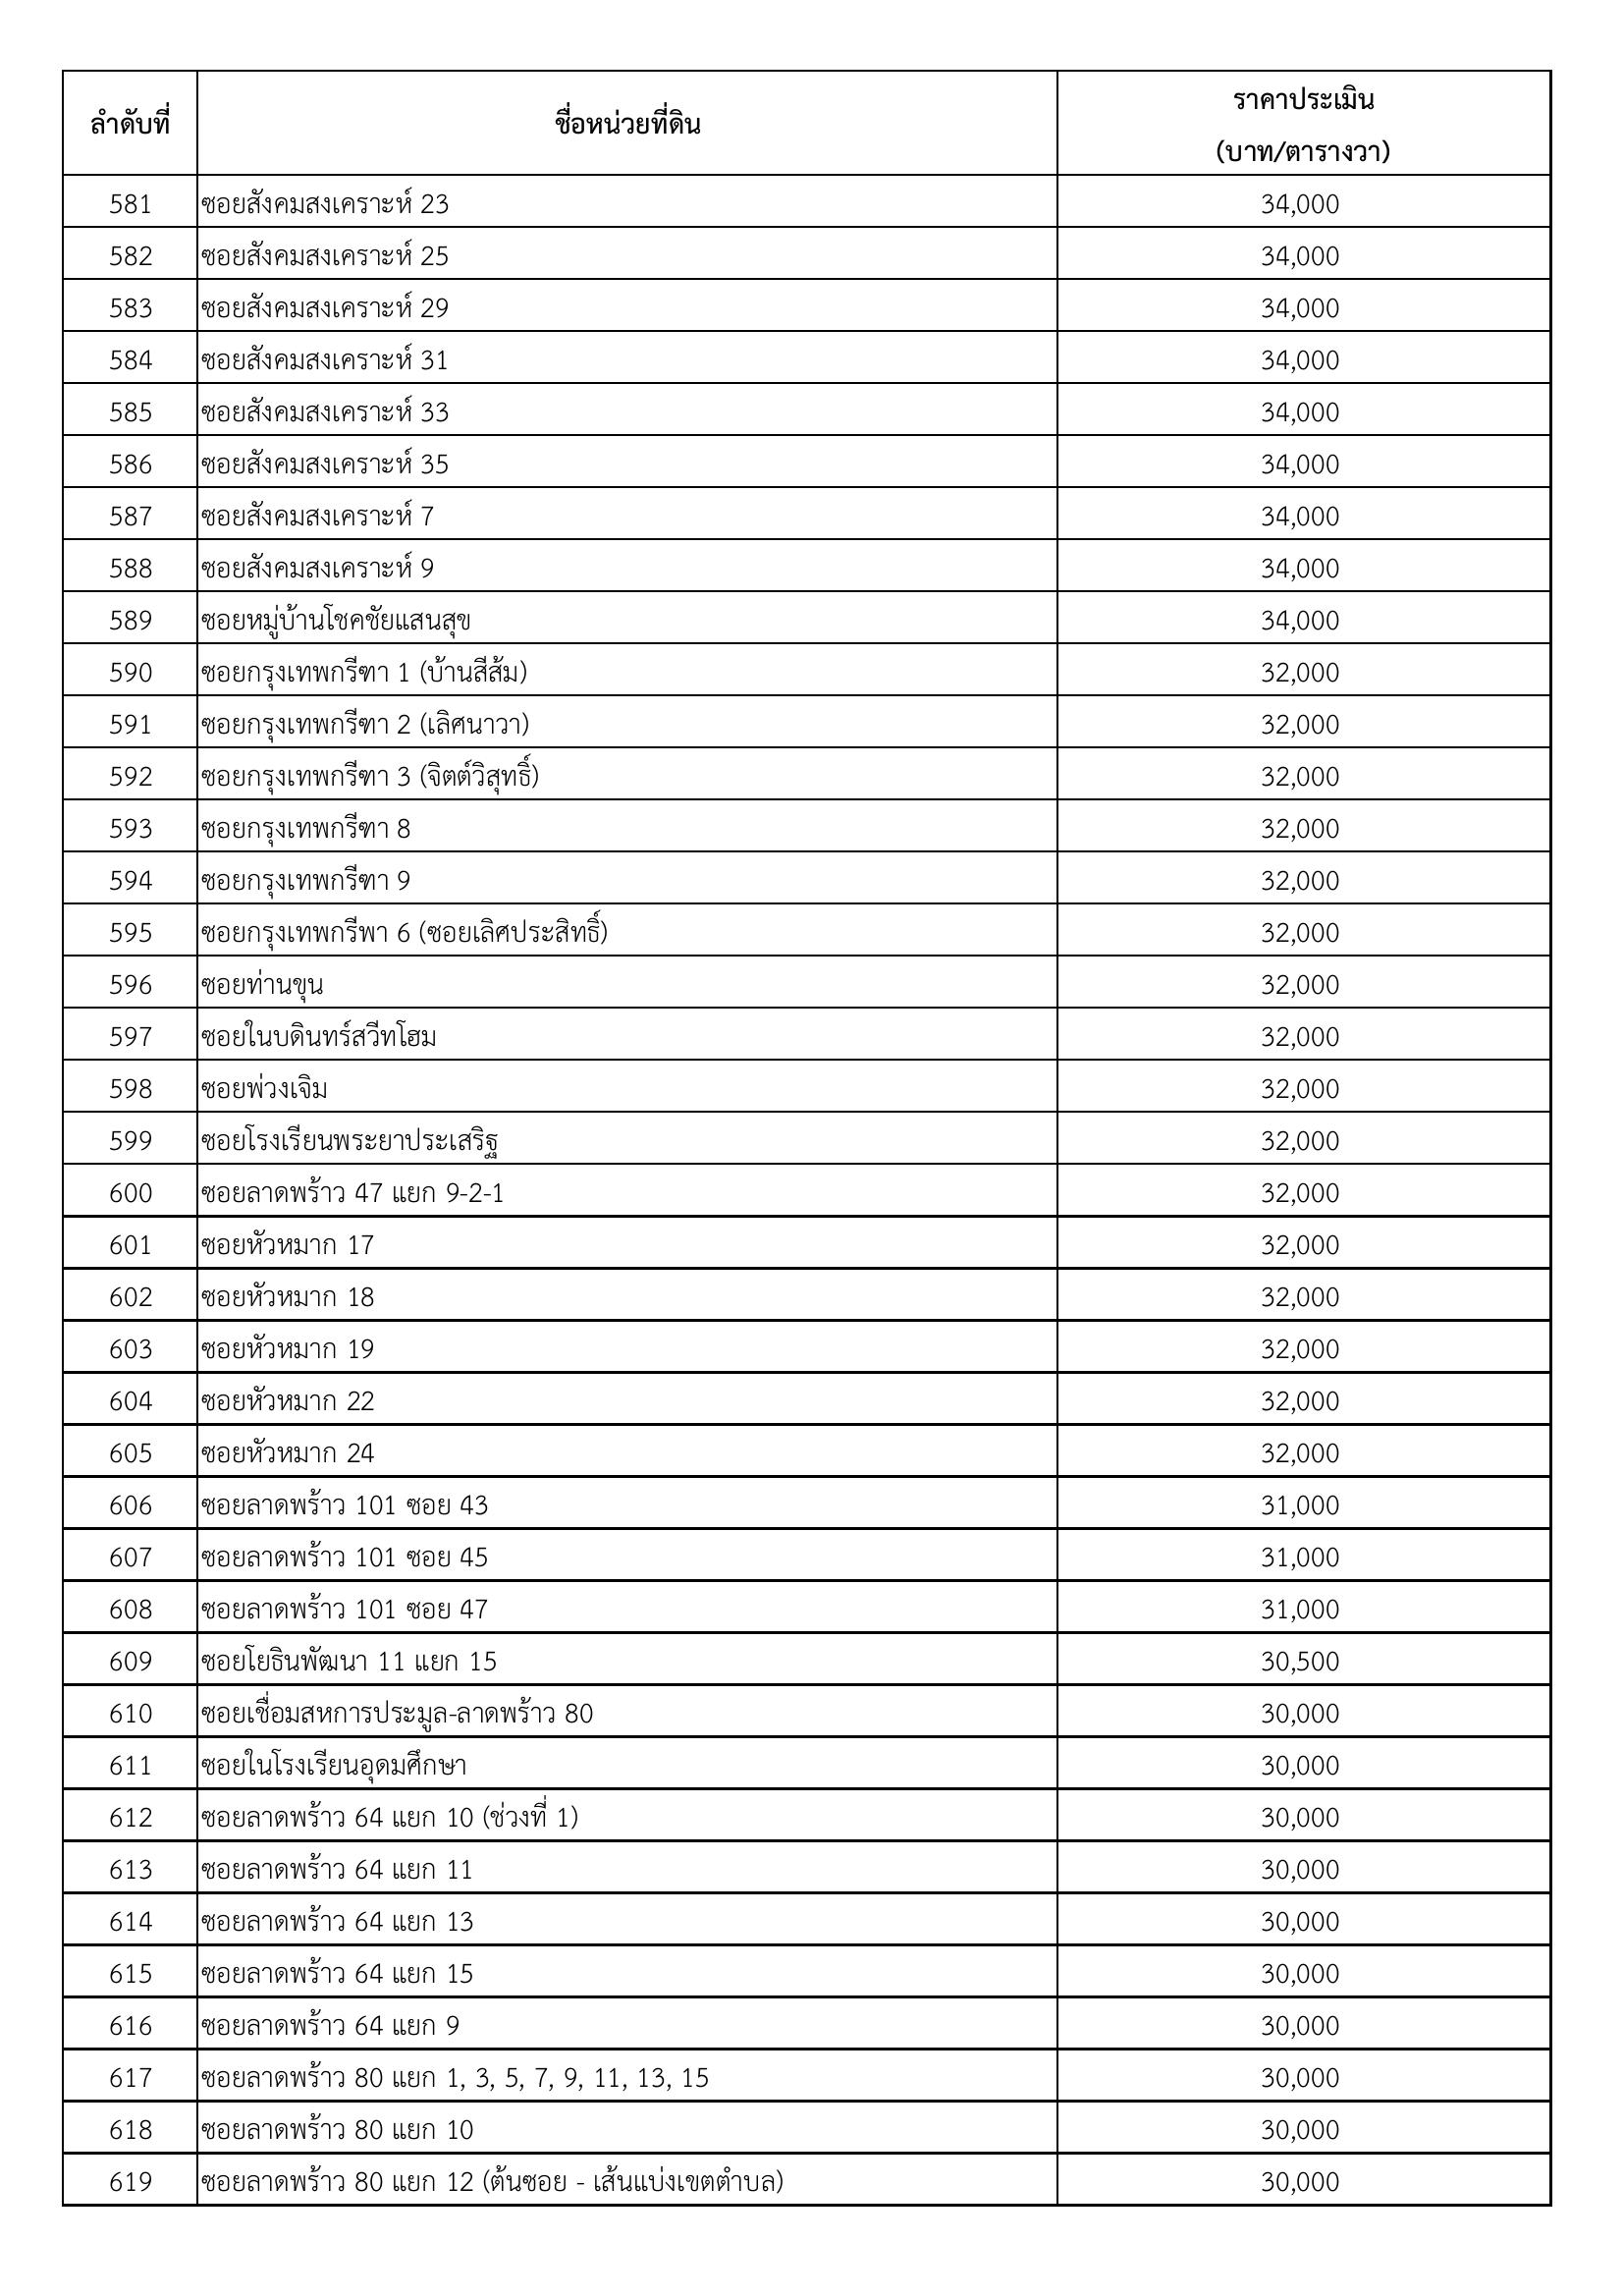 ลำดับที่ ชื่อหน่วยที่ดิน ราคาประเมิน
(บาท/ตารางวา)
581 ซอยสังคมสงเคราะห์ 23 34,000
582 ซอยสังคมสงเคราะห์ 25 34,000
583 ซอยสังคมสงเคราะห์ 29 34,000
584 ซอยสังคมสงเคราะห์ 31 34,000
585 ซอยสังคมสงเคราะห์ 33 34,000
586 ซอยสังคมสงเคราะห์ 35 34,000
587 ซอยสังคมสงเคราะห์ 7 34,000
588 ซอยสังคมสงเคราะห์ 9 34,000
589 ซอยหมู่บ้านโชคชัยแสนสุข 34,000
590 ซอยกรุงเทพกรีฑา 1 (บ้านสีส้ม) 32,000
591 ซอยกรุงเทพกรีฑา 2 (เลิศนาวา) 32,000
592 ซอยกรุงเทพกรีฑา 3 (จิตต์วิสุทธิ์) 32,000
593 ซอยกรุงเทพกรีฑา 8 32,000
594 ซอยกรุงเทพกรีฑา 9 32,000
595 ซอยกรุงเทพกรีพา 6 (ซอยเลิศประสิทธิ์) 32,000
596 ซอยท่านขุน 32,000
597 ซอยในบดินทร์สวีทโฮม 32,000
598 ซอยพ่วงเจิม 32,000
599 ซอยโรงเรียนพระยาประเสริฐ 32,000
600 ซอยลาดพร้าว 47 แยก 9-2-1 32,000
601 ซอยหัวหมาก 17 32,000
602 ซอยหัวหมาก 18 32,000
603 ซอยหัวหมาก 19 32,000
604 ซอยหัวหมาก 22 32,000
605 ซอยหัวหมาก 24 32,000
606 ซอยลาดพร้าว 101 ซอย 43 31,000
607 ซอยลาดพร้าว 101 ซอย 45 31,000
608 ซอยลาดพร้าว 101 ซอย 47 31,000
609 ซอยโยธินพัฒนา 11 แยก 15 30,500
610 ซอยเชื่อมสหการประมูล-ลาดพร้าว 80 30,000
611 ซอยในโรงเรียนอุดมศึกษา 30,000
612 ซอยลาดพร้าว 64 แยก 10 (ช่วงที่ 1) 30,000
613 ซอยลาดพร้าว 64 แยก 11 30,000
614 ซอยลาดพร้าว 64 แยก 13 30,000
615 ซอยลาดพร้าว 64 แยก 15 30,000
616 ซอยลาดพร้าว 64 แยก 9 30,000
617 ซอยลาดพร้าว 80 แยก 1, 3, 5, 7, 9, 11, 13, 15 30,000
618 ซอยลาดพร้าว 80 แยก 10 30,000
619 ซอยลาดพร้าว 80 แยก 12 (ต้นซอย - เส้นแบ่งเขตตำบล) 30,000